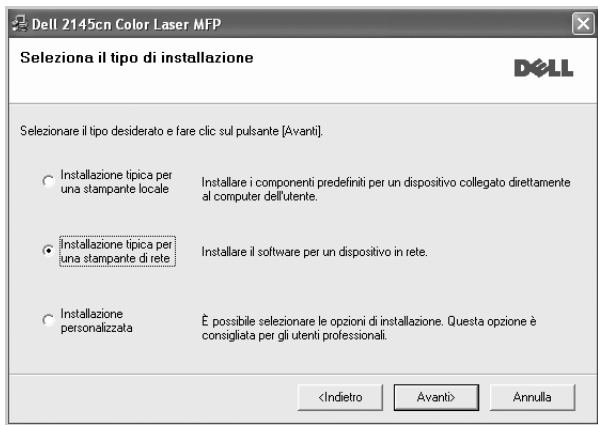 Dell 2145cn Color Laser MFP
Seleziona il tipo di installazione
DELL
Selezionare il tipo desiderato e fare clic sul pulsante [Avanti].
Installazione tipica per
una stampante locale
Installare i componenti predefiniti per un dispositivo collegato direttamente
al computer dell'utente.
Installazione tipica per
una stampante di rete
Installare il software per un dispositivo in rete.
Installazione
personalizzata
È possibile selezionare le opzioni di installazione. Questa opzione è
consigliata per gli utenti professionali.
<Indietro
Avanti>
Annulla